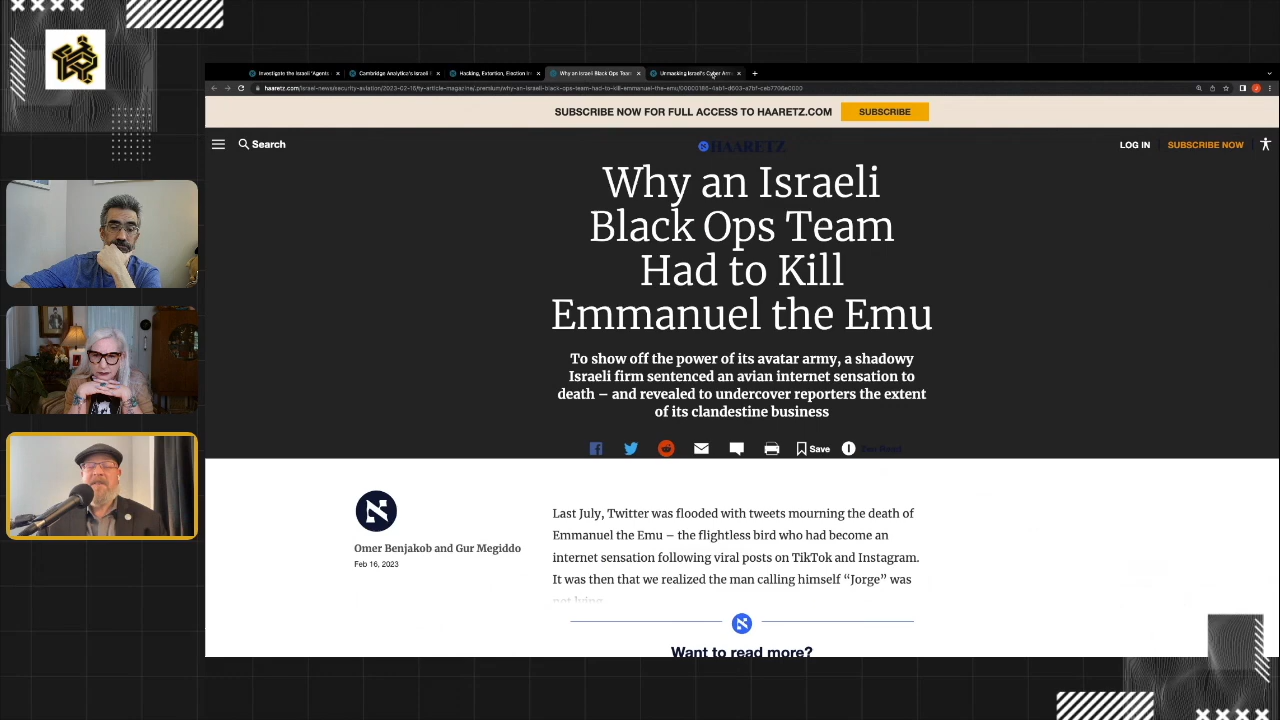 Investigate the Israeli 'Agents
Cambridge Analytica's Israeli
Hacking, Extortion, Election In
Why an Israeli Black Ops Team
Unmasking Israel's Cyber Arm
haaretz.com/israel-news/security-aviation/2023-02-16/ty-article-magazine/.premium/why-an-israeli-black-ops-team-had-to-kill-emmanuel-the-emu/
SUBSCRIBE NOW FOR FULL ACCESS TO HAARETZ.COM
SUBSCRIBE
Search
HAARETZ
LOG IN
SUBSCRIBE NOW
Why an Israeli
Black Ops Team
Had to Kill
Emmanuel the Emu
To show off the power of its avatar army, a shadowy
Israeli firm sentenced an avian internet sensation to
death – and revealed to undercover reporters the extent
of its clandestine business
Save
Zen Read
Omer Benjakob and Gur Megiddo
Feb 16, 2023
Last July, Twitter was flooded with tweets mourning the death of
Emmanuel the Emu – the flightless bird who had become an
internet sensation following viral posts on TikTok and Instagram.
It was then that we realized the man calling himself “Jorge” was
not lying.
Want to read more?